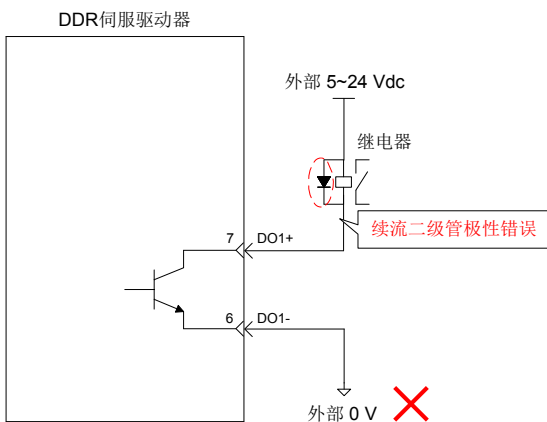 DDR伺服驱动器
外部 5~24 Vdc
继电器
续流二级管极性错误
7 DO1+
6 DO1-
外部 0 V